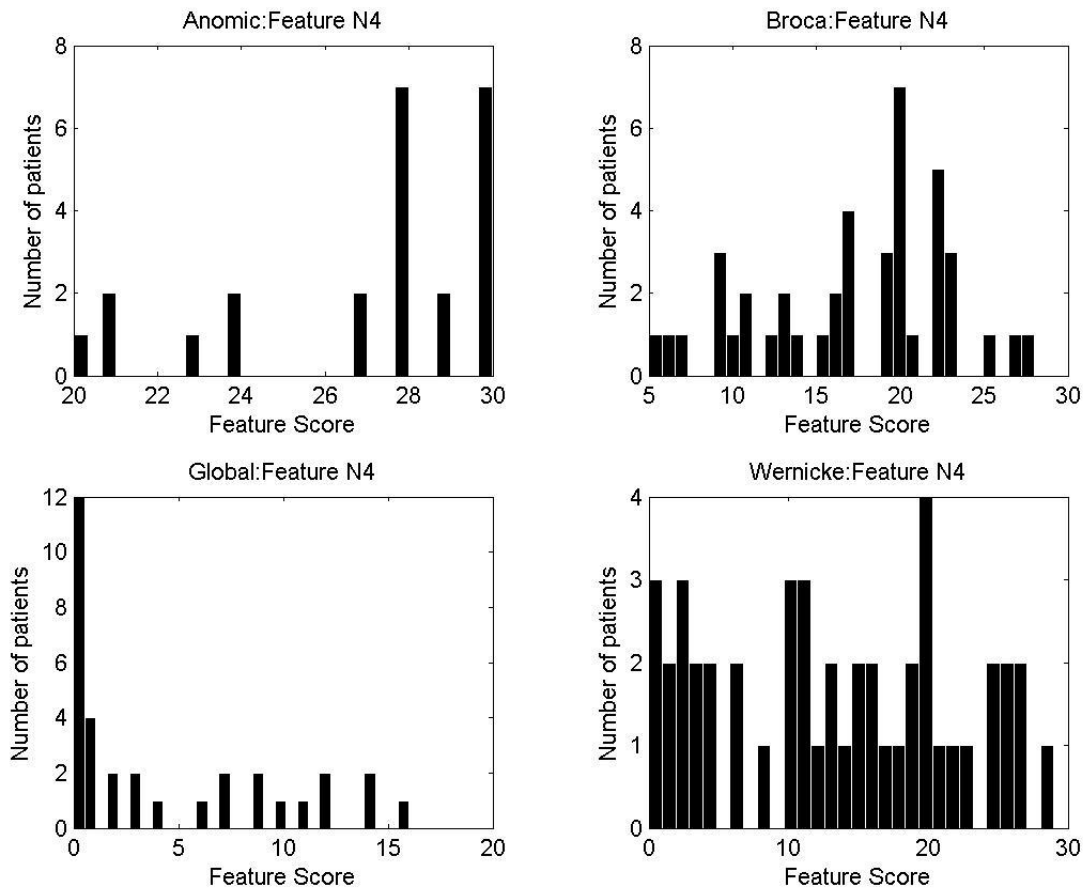 Anomic:Feature N4
8
6
4
2
0
20 22 24 26 28 30
Number of patients
Feature Score
Broca:Feature N4
8
6
4
2
0
5 10 15 20 25 30
Number of patients
Feature Score
Global:Feature N4
12
10
8
6
4
2
0
0 5 10 15 20
Number of patients
Feature Score
Wernicke:Feature N4
4
3
2
1
0
0 10 20 30
Number of patients
Feature Score